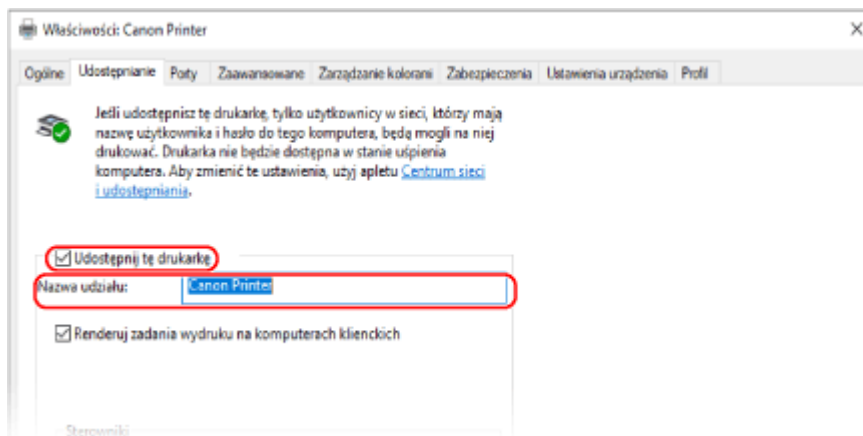 Właściwości: Canon Printer
Ogólne Udostępnianie Porty Zaawansowane Zarządzanie kolorami Zabezpieczenia Ustawienia urządzenia Profil
Jeśli udostępnisz tę drukarkę, tylko użytkownicy w sieci, którzy mają
nazwę użytkownika i hasło do tego komputera, będą mogli na niej
drukować. Drukarka nie będzie dostępna w stanie uśpienia
komputera. Aby zmienić te ustawienia, użyj apletu Centrum sieci
i udostępniania.
Udostępnij tę drukarkę
Nazwa udziału: Canon Printer
Renderuj zadania wydruku na komputerach klienckich
Sterowniki